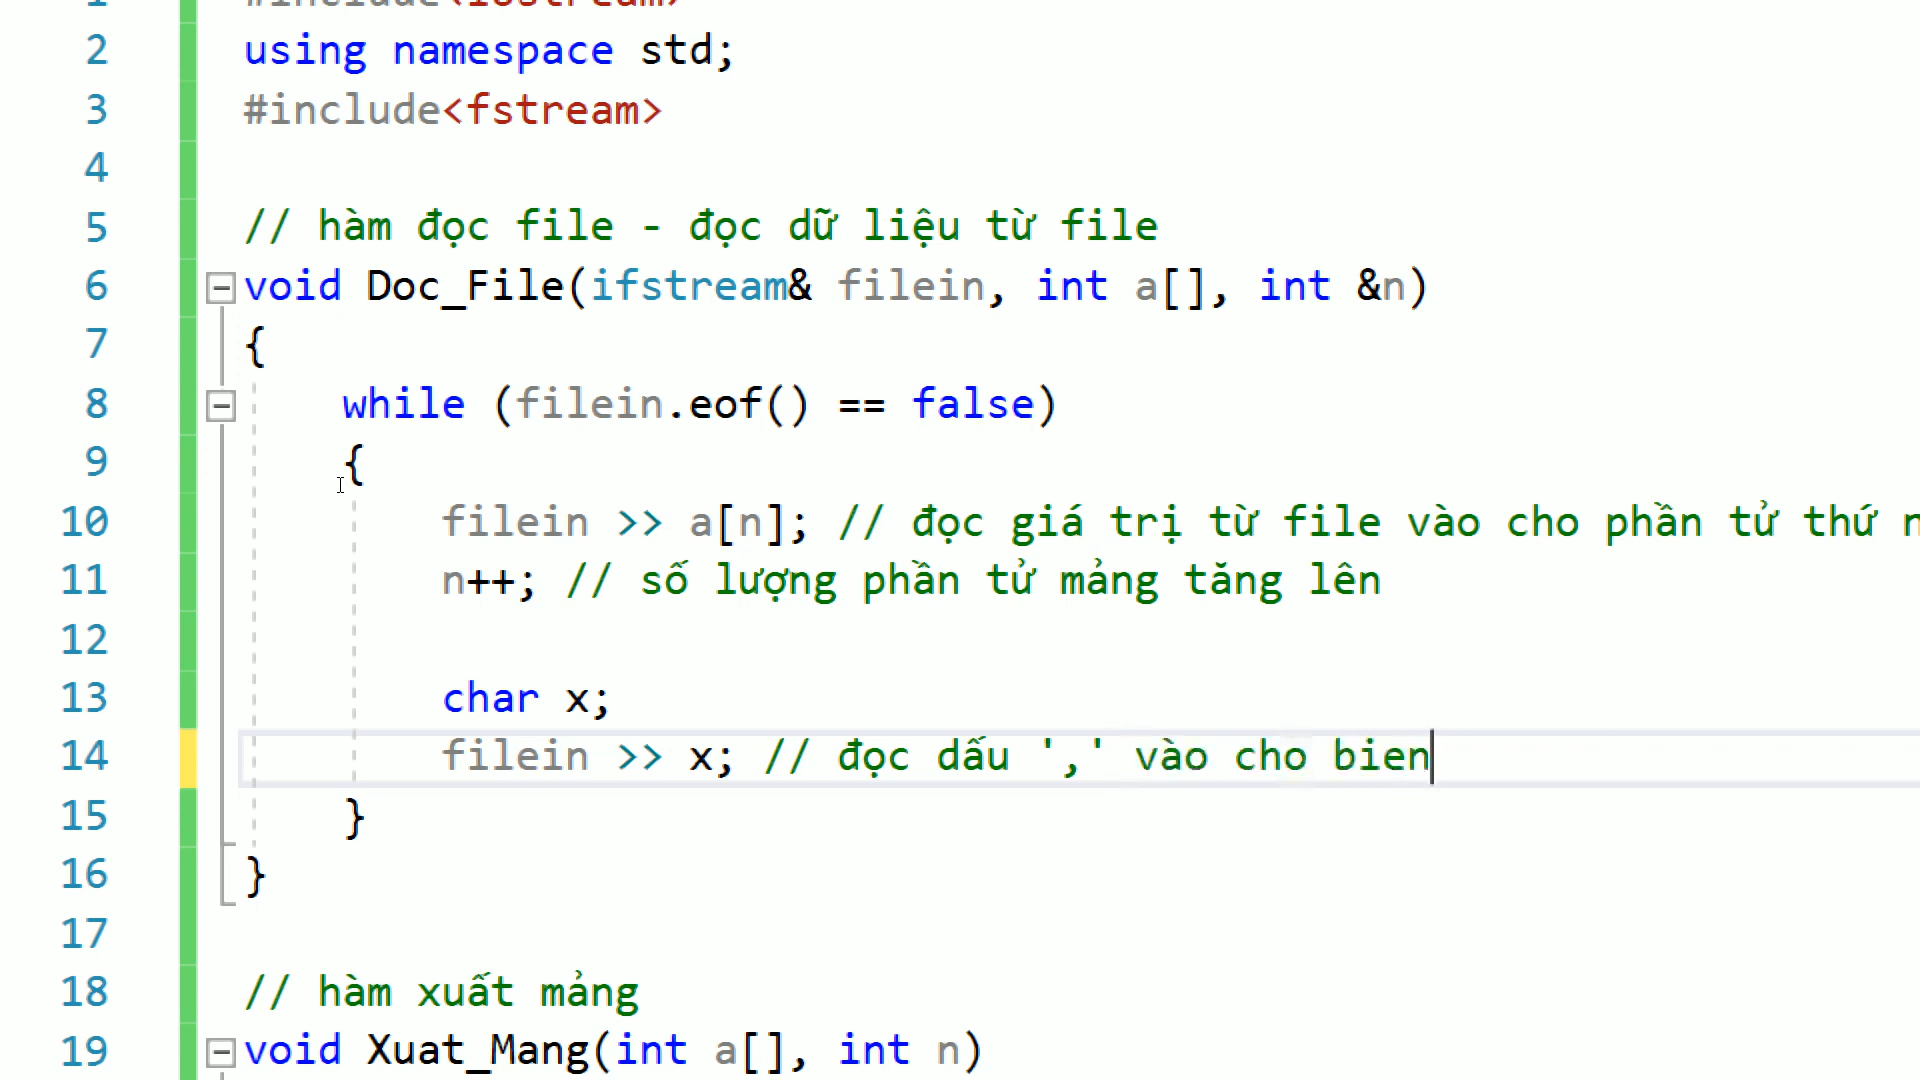 1 #include<iostream>
2 using namespace std;
3 #include<fstream>
4
5 // hàm đọc file - đọc dữ liệu từ file
6 void Doc_File(ifstream& filein, int a[], int &n)
7 {
8 while (filein.eof() == false)
9 {
10 filein >> a[n]; // đọc giá trị từ file vào cho phần tử thứ n
11 n++; // số lượng phần tử mảng tăng lên
12
13 char x;
14 filein >> x; // đọc dấu ',' vào cho bien
15 }
16 }
17
18 // hàm xuất mảng
19 void Xuat_Mang(int a[], int n)